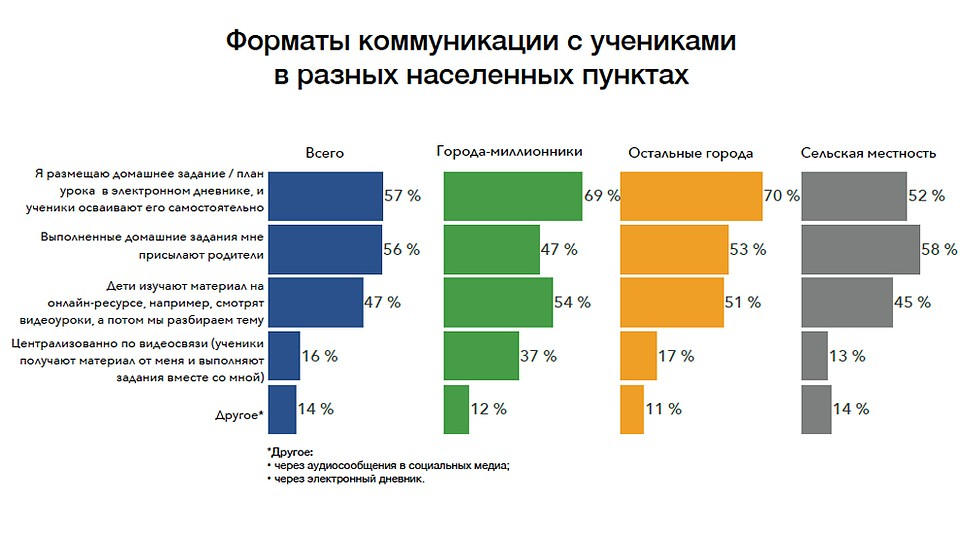 Форматы коммуникации с учениками
в разных населенных пунктах
Всего
Города-миллионники
Остальные города
Сельская местность
Я размещаю домашнее задание / план
урока в электронном дневнике, и
ученики осваивают его самостоятельно
57 %
69 %
70 %
52 %
Выполненные домашние задания мне
присылают родители
56 %
47 %
53 %
58 %
Дети изучают материал на
онлайн-ресурсе, например, смотрят
видеоуроки, а потом мы разбираем тему
47 %
54 %
51 %
45 %
Централизованно по видеосвязи (ученики
получают материал от меня и выполняют
задания вместе со мной)
16 %
37 %
17 %
13 %
Другое*
14 %
12 %
11 %
14 %
*Другое:
• через аудиосообщения в социальных медиа;
• через электронный дневник.